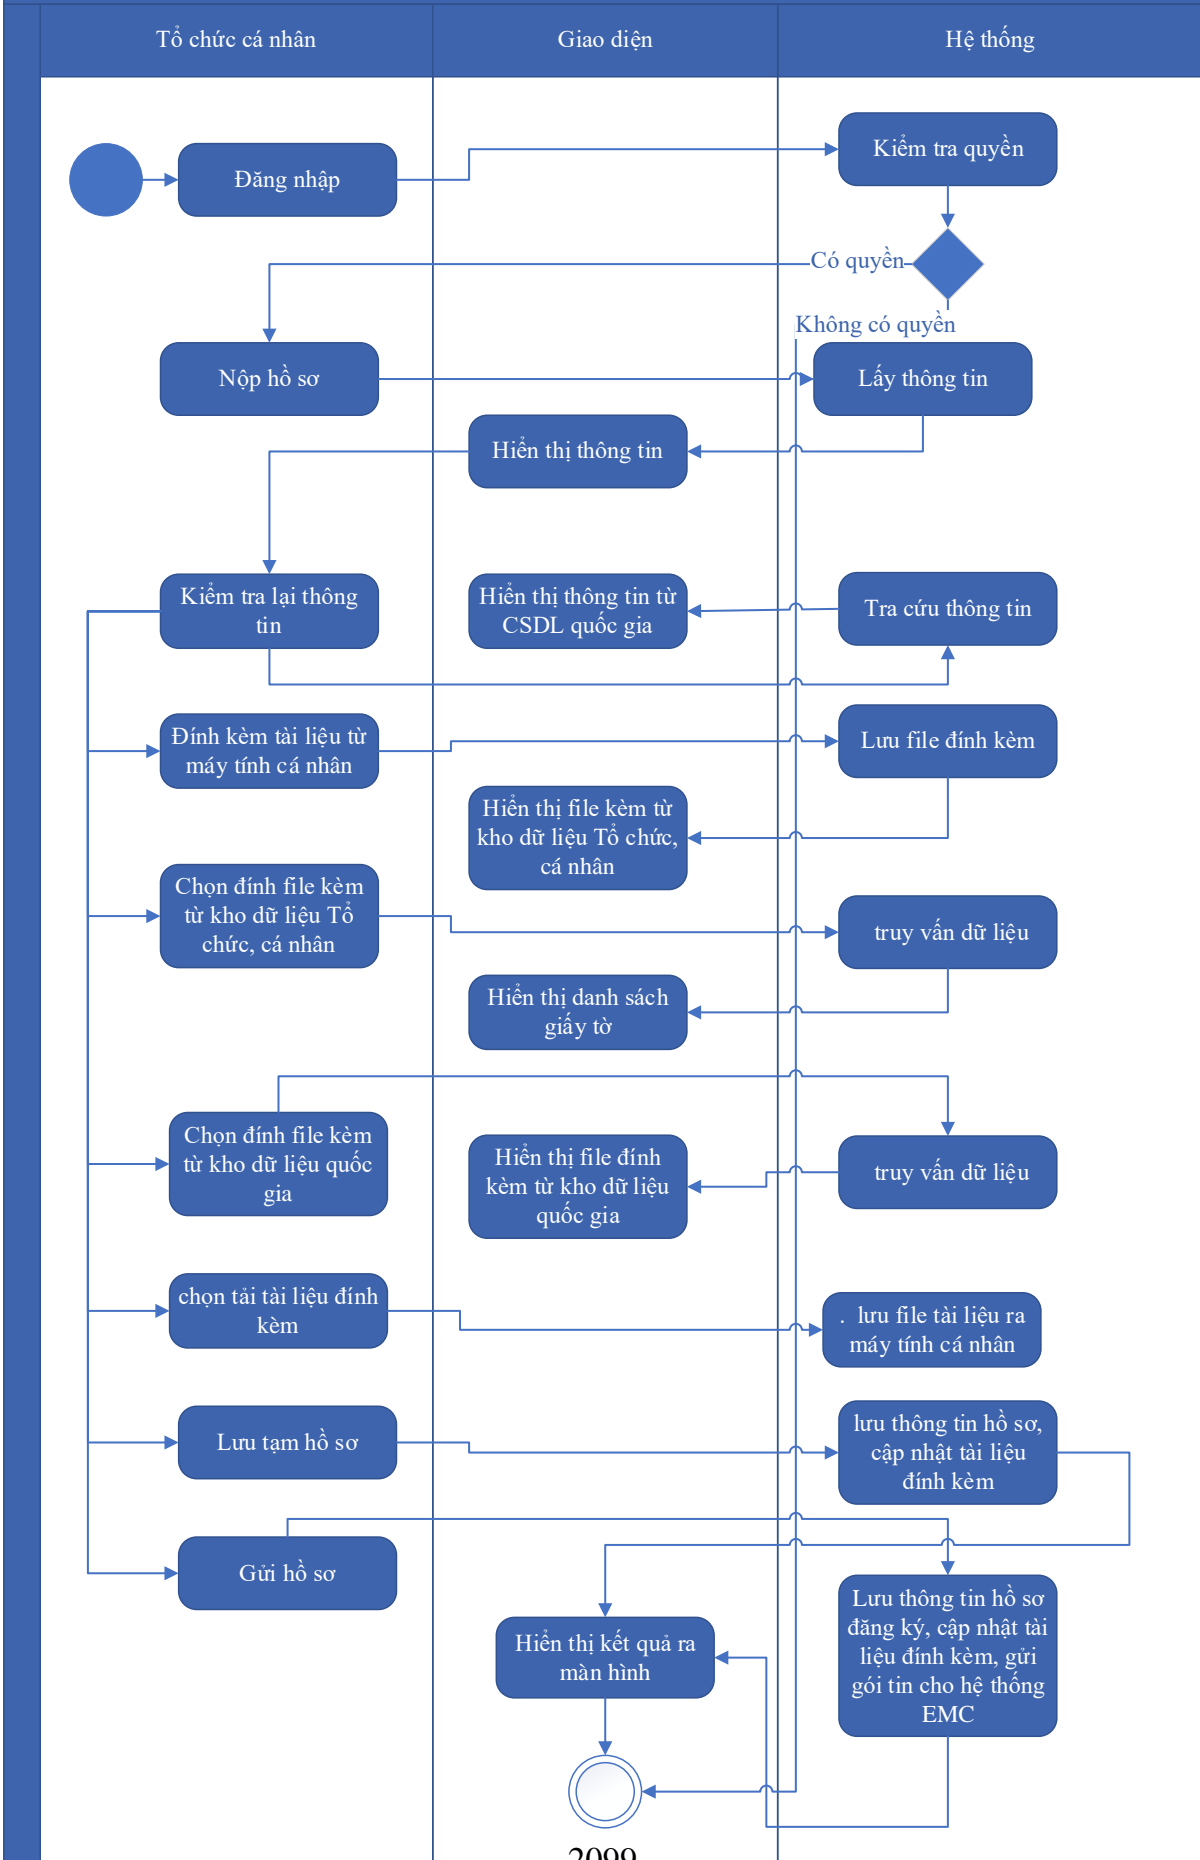 Tổ chức cá nhân
Giao diện
Hệ thống
Kiểm tra quyền
Đăng nhập
Có quyền
Không có quyền
Nộp hồ sơ
Lấy thông tin
Hiển thị thông tin
Kiểm tra lại thông
tin
Hiển thị thông tin từ
CSDL quốc gia
Tra cứu thông tin
Đính kèm tài liệu từ
máy tính cá nhân
Lưu file đính kèm
Hiển thị file kèm từ
kho dữ liệu Tổ chức,
cá nhân
Chọn đính file kèm
từ kho dữ liệu Tổ
chức, cá nhân
truy vấn dữ liệu
Hiển thị danh sách
giấy tờ
Chọn đính file kèm
từ kho dữ liệu quốc
gia
Hiển thị file đính
kèm từ kho dữ liệu
quốc gia
truy vấn dữ liệu
chọn tải tài liệu đính
kèm
. lưu file tài liệu ra
máy tính cá nhân
Lưu tạm hồ sơ
lưu thông tin hồ sơ,
cập nhật tài liệu
đính kèm
Gửi hồ sơ
Lưu thông tin hồ sơ
đăng ký, cập nhật tài
liệu đính kèm, gửi
gói tin cho hệ thống
EMC
Hiển thị kết quả ra
màn hình
2099